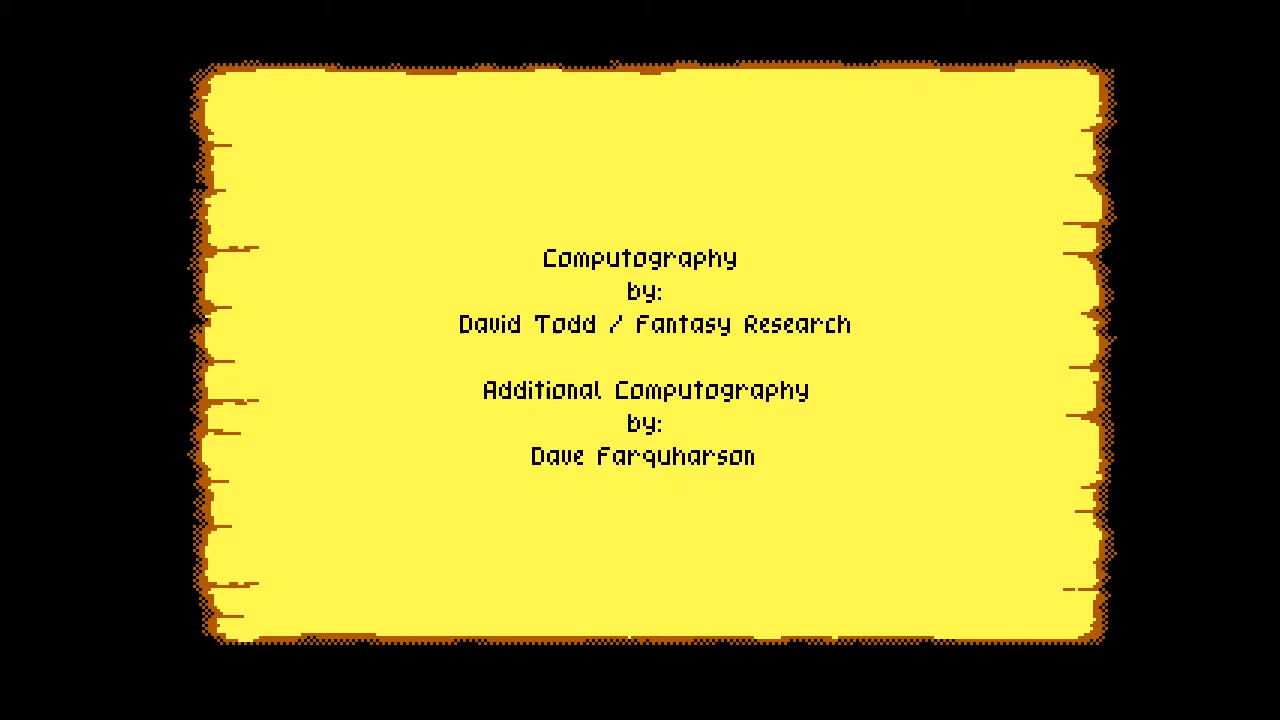 Computography
by:
David Todd / Fantasy Research
Additional Computography
by:
Dave Farquharson